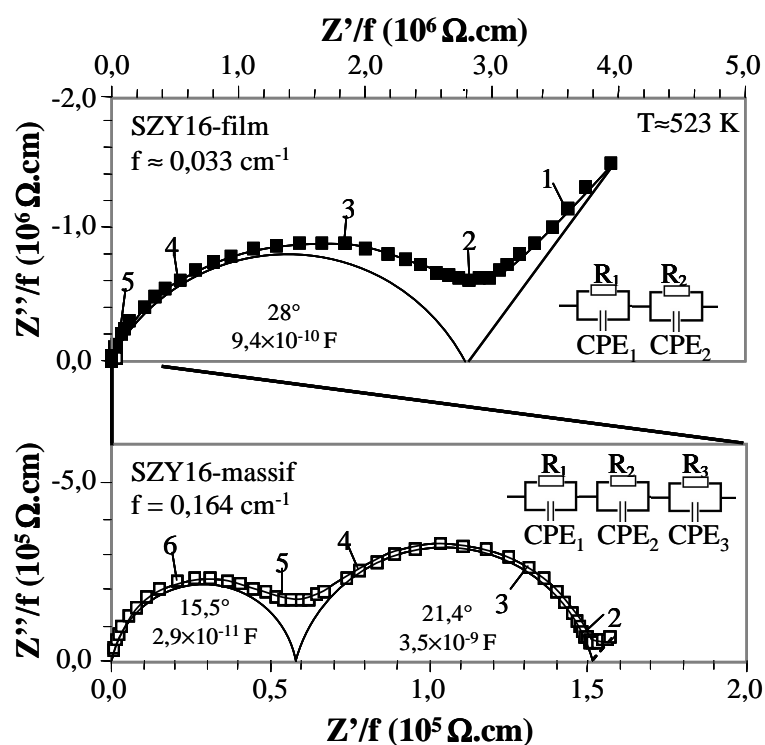 Z’/f (10⁶ Ω.cm)
0,0 1,0 2,0 3,0 4,0 5,0
-2,0
SZY16-film
T≈523 K
f ≈ 0,033 cm⁻¹
Z’’/f (10⁶ Ω.cm)
-1,0
0,0
1
2
3
4
5
28°
9,4×10⁻¹⁰ F
R₁ R₂
CPE₁ CPE₂
SZY16-massif
f = 0,164 cm⁻¹
Z’’/f (10⁵ Ω.cm)
-5,0
0,0
R₁ R₂ R₃
CPE₁ CPE₂ CPE₃
6
5
4
3
2
15,5°
2,9×10⁻¹¹ F
21,4°
3,5×10⁻⁹ F
0,0 0,5 1,0 1,5 2,0
Z’/f (10⁵ Ω.cm)